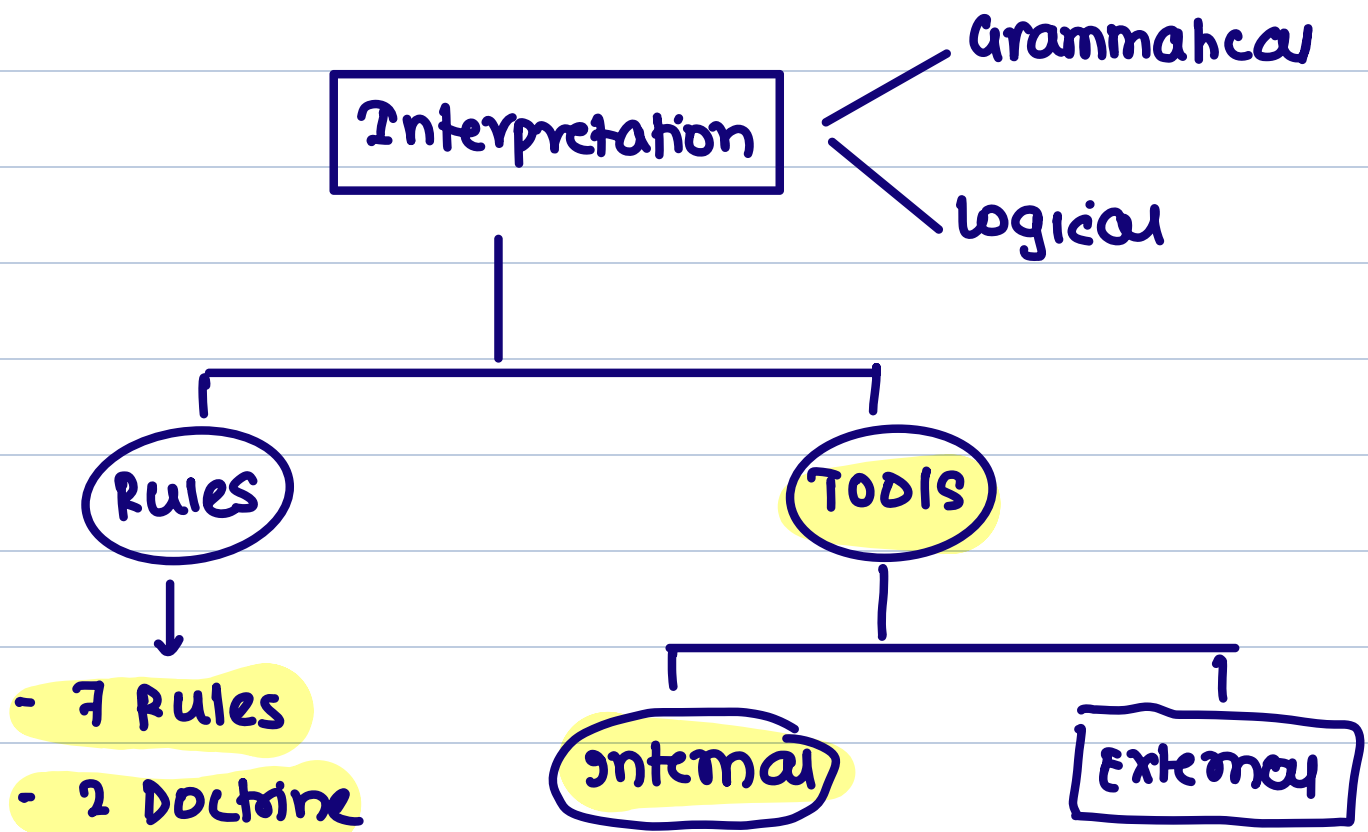 Grammatical
Interpretation
Logical
Rules
Tools
- 7 Rules
Internal
External
- 2 Doctrine